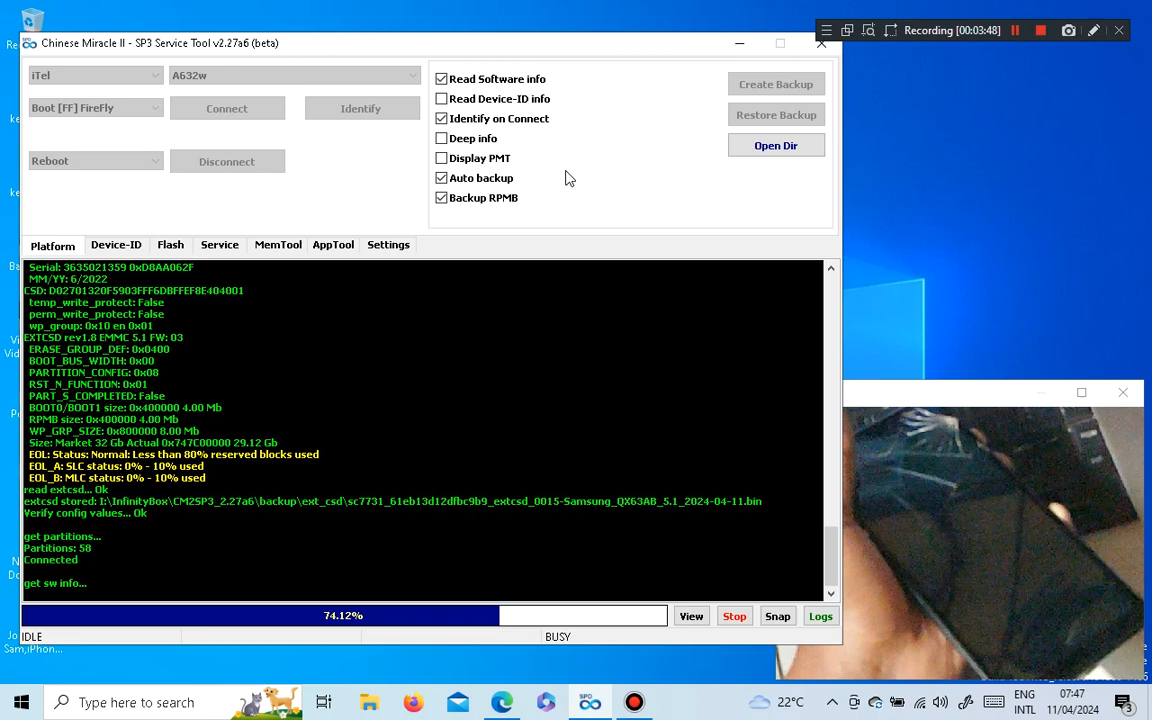 Chinese Miracle II - SP3 Service Tool v2.27a6 (beta)
Recording [00:03:48]
iTel
A632w
Boot [FF] FireFly
Connect
Identify
Reboot
Disconnect
Read Software info
Read Device-ID info
Identify on Connect
Deep info
Display PMT
Auto backup
Backup RPMB
Create Backup
Restore Backup
Open Dir
Platform
Device-ID
Flash
Service
MemTool
AppTool
Settings
Serial: 3635021359 0xD8AA062F
MM/YY: 6/2022
CSD: D02701320F5903FFF6DBFFEF8E404001
temp_write_protect: False
perm_write_protect: False
wp_group: 0x10 en 0x01
EXTCSD rev1.8 EMMC 5.1 FW: 03
ERASE_GROUP_DEF: 0x0400
BOOT_BUS_WIDTH: 0x00
PARTITION_CONFIG: 0x08
RST_N_FUNCTION: 0x01
PART_S_COMPLETED: False
BOOT0/BOOT1 size: 0x400000 4.00 Mb
RPMB size: 0x400000 4.00 Mb
WP_GRP_SIZE: 0x800000 8.00 Mb
Size: Market 32 Gb Actual 0x747C00000 29.12 Gb
EOL: Status: Normal: Less than 80% reserved blocks used
EOL_A: SLC status: 0% - 10% used
EOL_B: MLC status: 0% - 10% used
read extcsd... Ok
extcsd stored: I:\InfinityBox\CM2SP3_2.27a6\backup\ext_csd\sc7731_61eb13d12dfbc9b9_extcsd_0015-Samsung_QX63AB_5.1_2024-04-11.bin
Verify config values... Ok
get partitions...
Partitions: 58
Connected
get sw info...
74.12%
View
Stop
Snap
Logs
IDLE
BUSY
Sam,iPhon...
Type here to search
22°C
ENG
INTL
07:47
11/04/2024
3